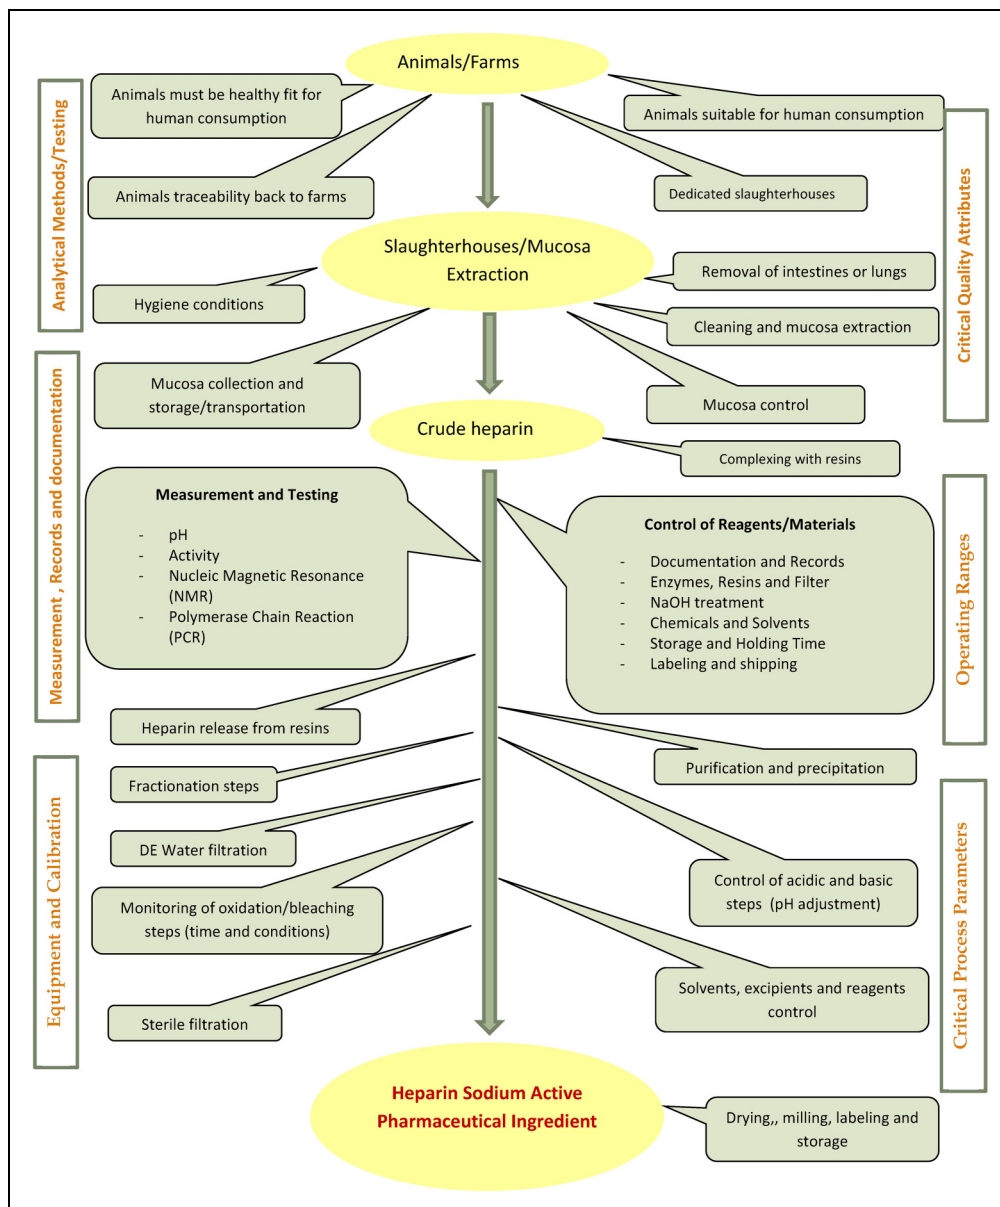 Animals/Farms
Animals must be healthy fit for
human consumption
Animals suitable for human consumption
Animals traceability back to farms
Dedicated slaughterhouses
Analytical Methods/Testing
Critical Quality Attributes
Slaughterhouses/Mucosa
Extraction
Hygiene conditions
Removal of intestines or lungs
Cleaning and mucosa extraction
Mucosa collection and
storage/transportation
Mucosa control
Crude heparin
Complexing with resins
Measurement , Records and documentation
Operating Ranges
Measurement and Testing
- pH
- Activity
- Nucleic Magnetic Resonance
(NMR)
- Polymerase Chain Reaction
(PCR)
Control of Reagents/Materials
- Documentation and Records
- Enzymes, Resins and Filter
- NaOH treatment
- Chemicals and Solvents
- Storage and Holding Time
- Labeling and shipping
Heparin release from resins
Purification and precipitation
Fractionation steps
DE Water filtration
Equipment and Calibration
Critical Process Parameters
Monitoring of oxidation/bleaching
steps (time and conditions)
Control of acidic and basic
steps (pH adjustment)
Sterile filtration
Solvents, excipients and reagents
control
Heparin Sodium Active
Pharmaceutical Ingredient
Drying,, milling, labeling and
storage